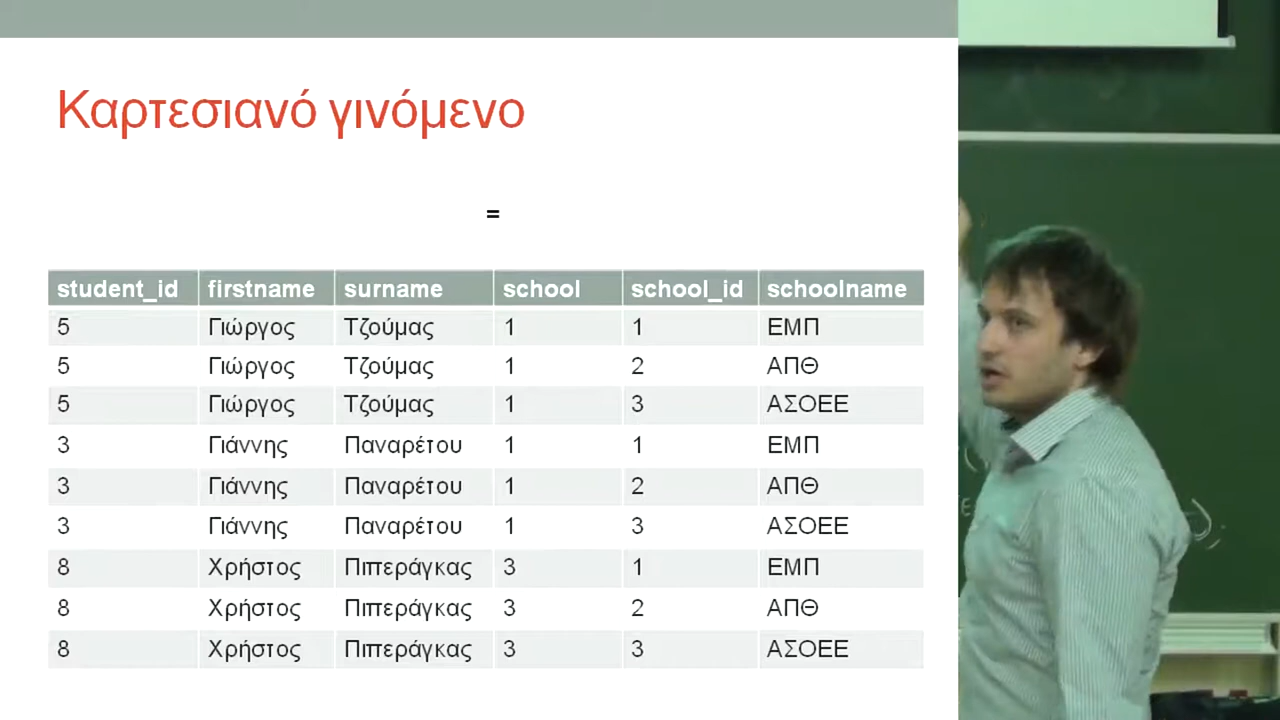 Καρτεσιανό γινόμενο
=
student_id firstname surname school school_id schoolname
5 Γιώργος Τζούμας 1 1 ΕΜΠ
5 Γιώργος Τζούμας 1 2 ΑΠΘ
5 Γιώργος Τζούμας 1 3 ΑΣΟΕΕ
3 Γιάννης Παναρέτου 1 1 ΕΜΠ
3 Γιάννης Παναρέτου 1 2 ΑΠΘ
3 Γιάννης Παναρέτου 1 3 ΑΣΟΕΕ
8 Χρήστος Πιπεράγκας 3 1 ΕΜΠ
8 Χρήστος Πιπεράγκας 3 2 ΑΠΘ
8 Χρήστος Πιπεράγκας 3 3 ΑΣΟΕΕ